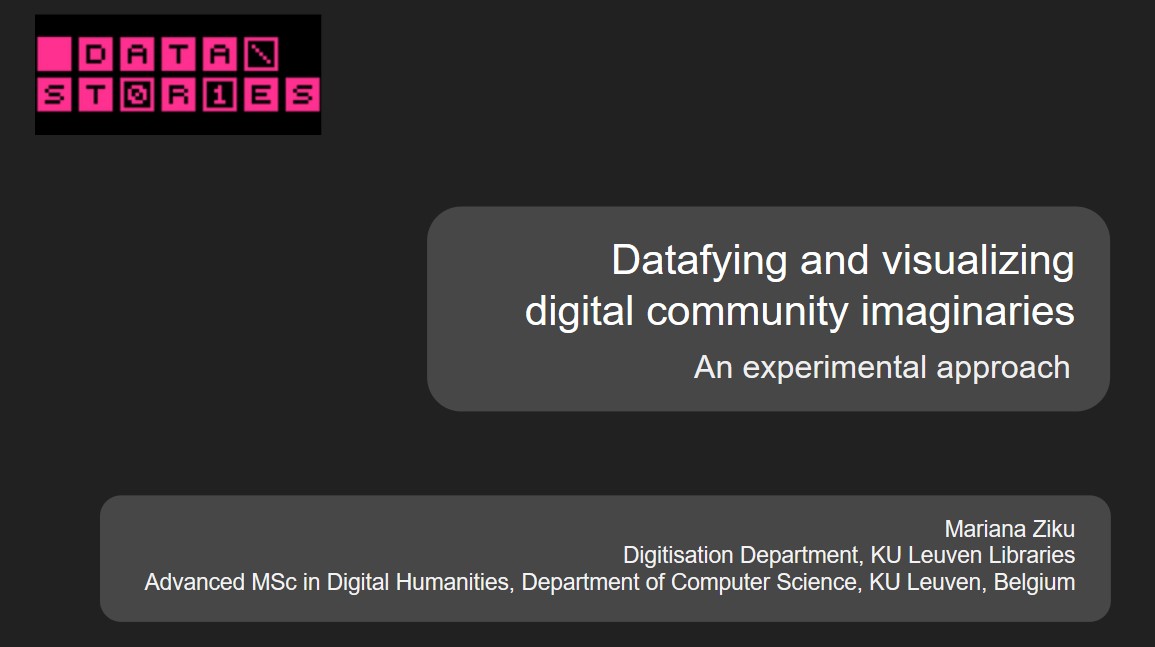 DATA
ST0R1ES
Datafying and visualizing
digital community imaginaries
An experimental approach
Mariana Ziku
Digitisation Department, KU Leuven Libraries
Advanced MSc in Digital Humanities, Department of Computer Science, KU Leuven, Belgium